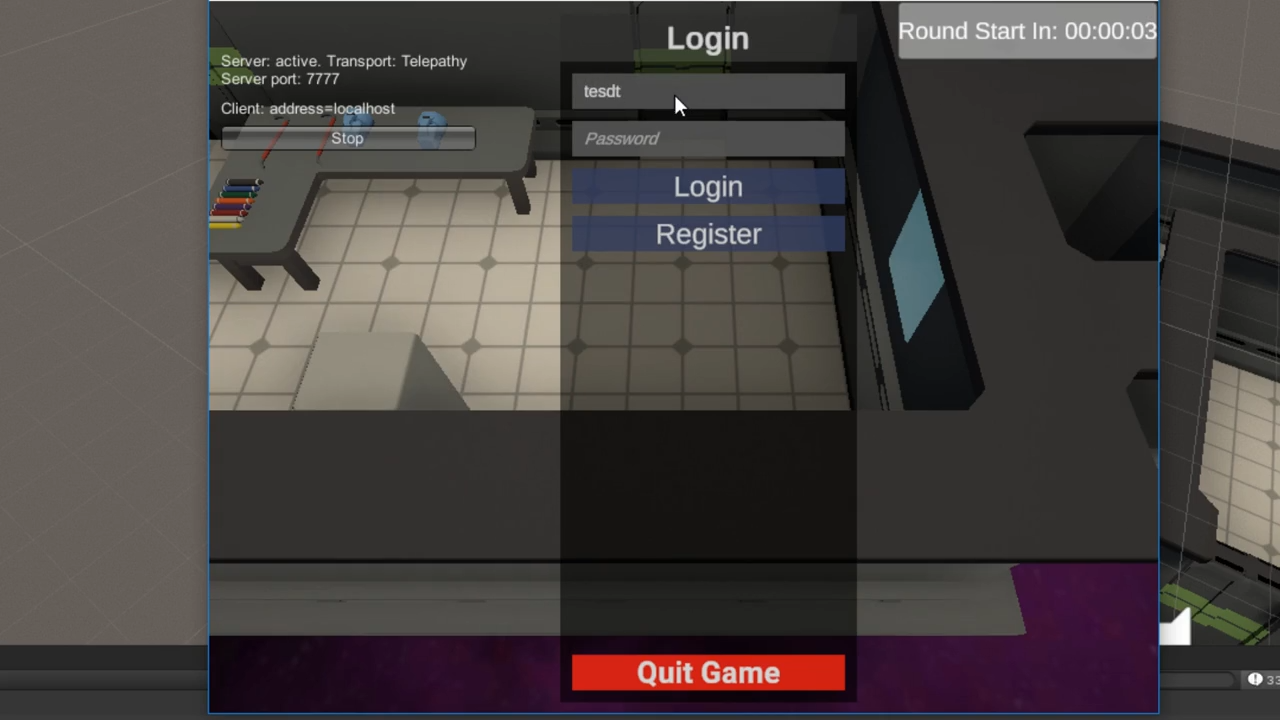 Login
Round Start In: 00:00:03
Server: active. Transport: Telepathy
Server port: 7777
Client: address=localhost
Stop
tesdt
Password
Login
Register
Quit Game
33